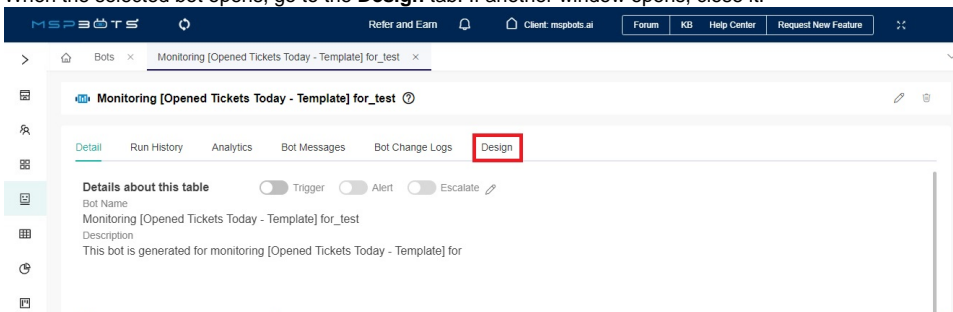 When the selected bot opens, go to the Design tab. If another window opens, close it.
MSPBOTS Refer and Earn Client: mspbots.ai Forum KB Help Center Request New Feature
Bots × Monitoring [Opened Tickets Today - Template] for_test ×
Monitoring [Opened Tickets Today - Template] for_test
Detail Run History Analytics Bot Messages Bot Change Logs Design
Details about this table Trigger Alert Escalate
Bot Name
Monitoring [Opened Tickets Today - Template] for_test
Description
This bot is generated for monitoring [Opened Tickets Today - Template] for